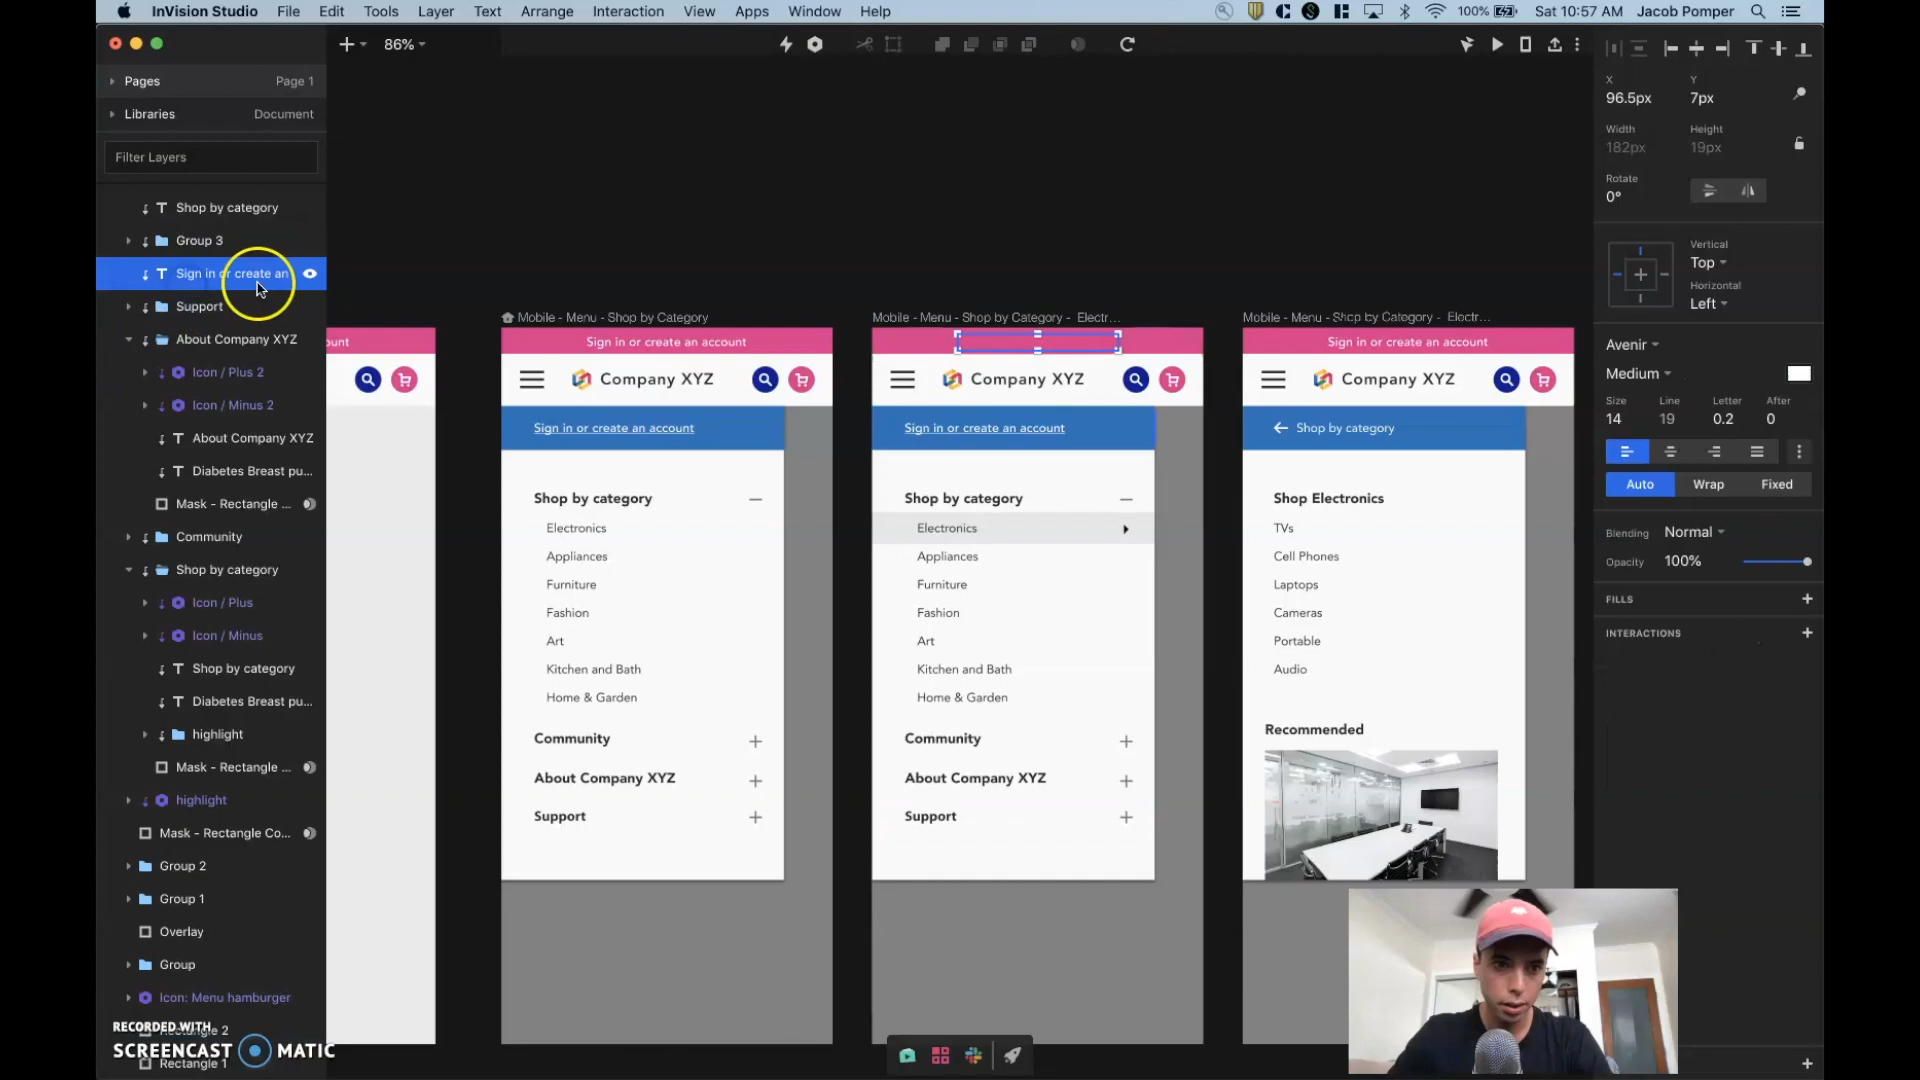 InVision Studio File Edit Tools Layer Text Arrange Interaction View Apps Window Help 100% Sat 10:57 AM Jacob Pomper
86%
Pages Page 1
Libraries Document
Filter Layers
Shop by category
Group 3
Sign in or create an
Support
About Company XYZ
Icon / Plus 2
Icon / Minus 2
About Company XYZ
Diabetes Breast pu...
Mask - Rectangle ...
Community
Shop by category
Icon / Plus
Icon / Minus
Shop by category
Diabetes Breast pu...
highlight
Mask - Rectangle ...
highlight
Mask - Rectangle Co...
Group 2
Group 1
Overlay
Group
Icon: Menu hamburger
Rectangle 2
Rectangle 1
RECORDED WITH
SCREENCAST MATIC
ount
Mobile - Menu - Shop by Category
Sign in or create an account
Company XYZ
Sign in or create an account
Shop by category
Electronics
Appliances
Furniture
Fashion
Art
Kitchen and Bath
Home & Garden
Community
About Company XYZ
Support
Mobile - Menu - Shop by Category - Electr...
Company XYZ
Sign in or create an account
Shop by category
Electronics
Appliances
Furniture
Fashion
Art
Kitchen and Bath
Home & Garden
Community
About Company XYZ
Support
Mobile - Menu - Shop by Category - Electr...
Sign in or create an account
Company XYZ
Shop by category
Shop Electronics
TVs
Cell Phones
Laptops
Cameras
Portable
Audio
Recommended
X Y
96.5px 7px
Width Height
182px 19px
Rotate
0°
Vertical
Top
Horizontal
Left
Avenir
Medium
Size Line Letter After
14 19 0.2 0
Auto Wrap Fixed
Blending Normal
Opacity 100%
FILLS
INTERACTIONS